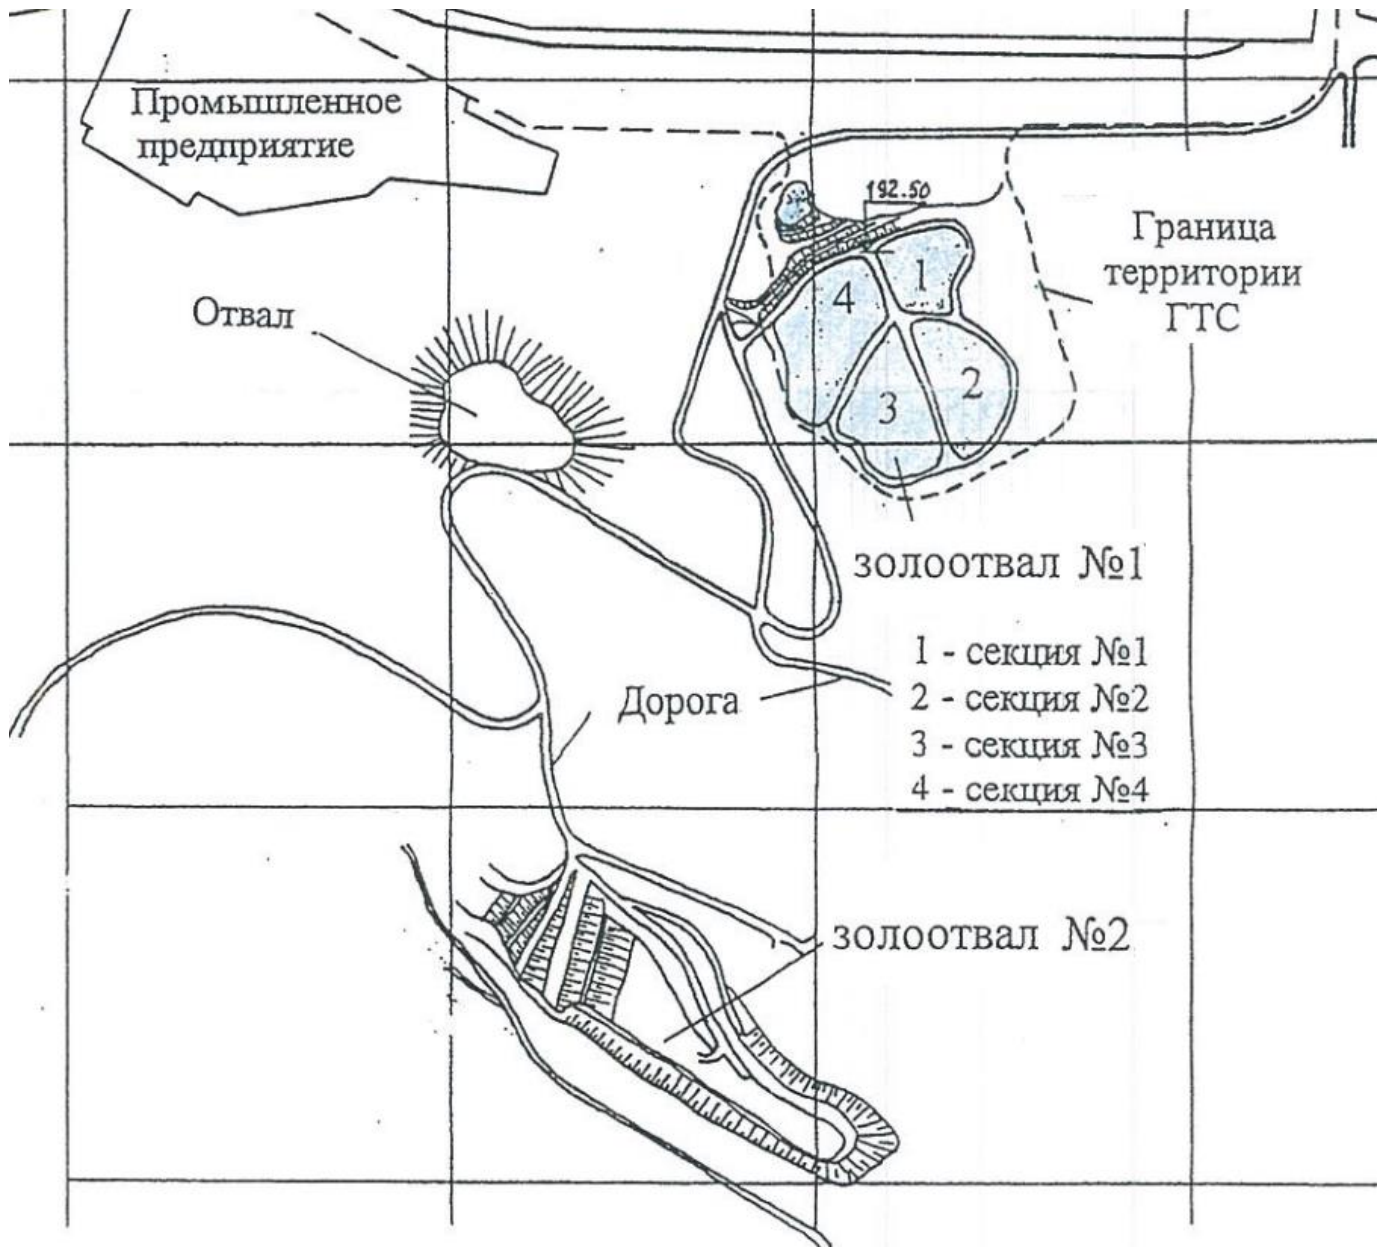 Промышленное
предприятие
192.50
Граница
территории
ГТС
Отвал
1
4
2
3
золоотвал №1
1 - секция №1
2 - секция №2
3 - секция №3
4 - секция №4
Дорога
золоотвал №2